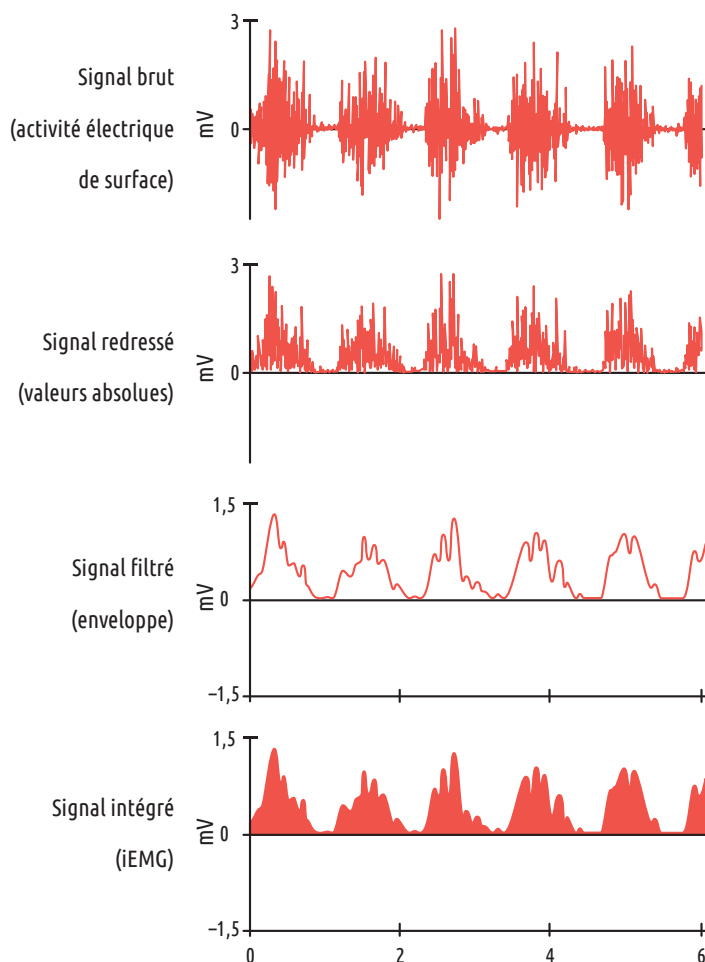 3
Signal brut
(activité électrique
de surface)
mV
0
3
Signal redressé
(valeurs absolues)
mV
0
1,5
Signal filtré
(enveloppe)
mV
0
–1,5
1,5
Signal intégré
(iEMG)
mV
0
–1,5
0 2 4 6